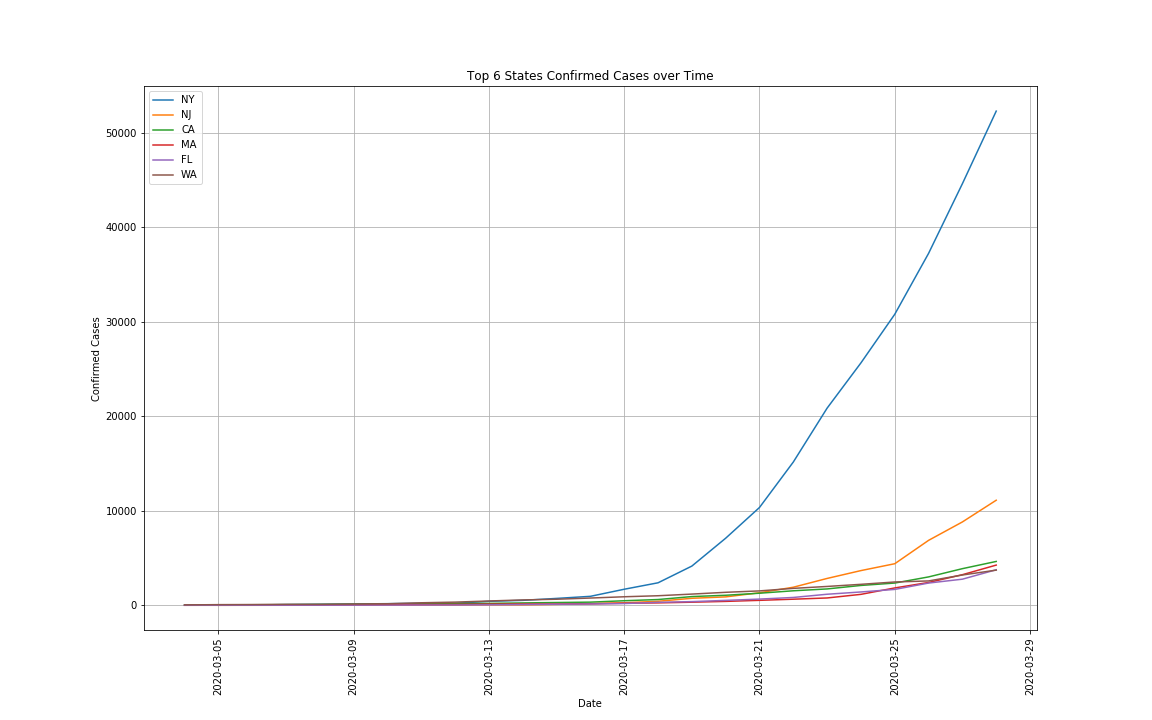 Top 6 States Confirmed Cases over Time
NY
NJ
CA
MA
FL
WA
Confirmed Cases
50000
40000
30000
20000
10000
0
2020-03-05
2020-03-09
2020-03-13
2020-03-17
2020-03-21
2020-03-25
2020-03-29
Date